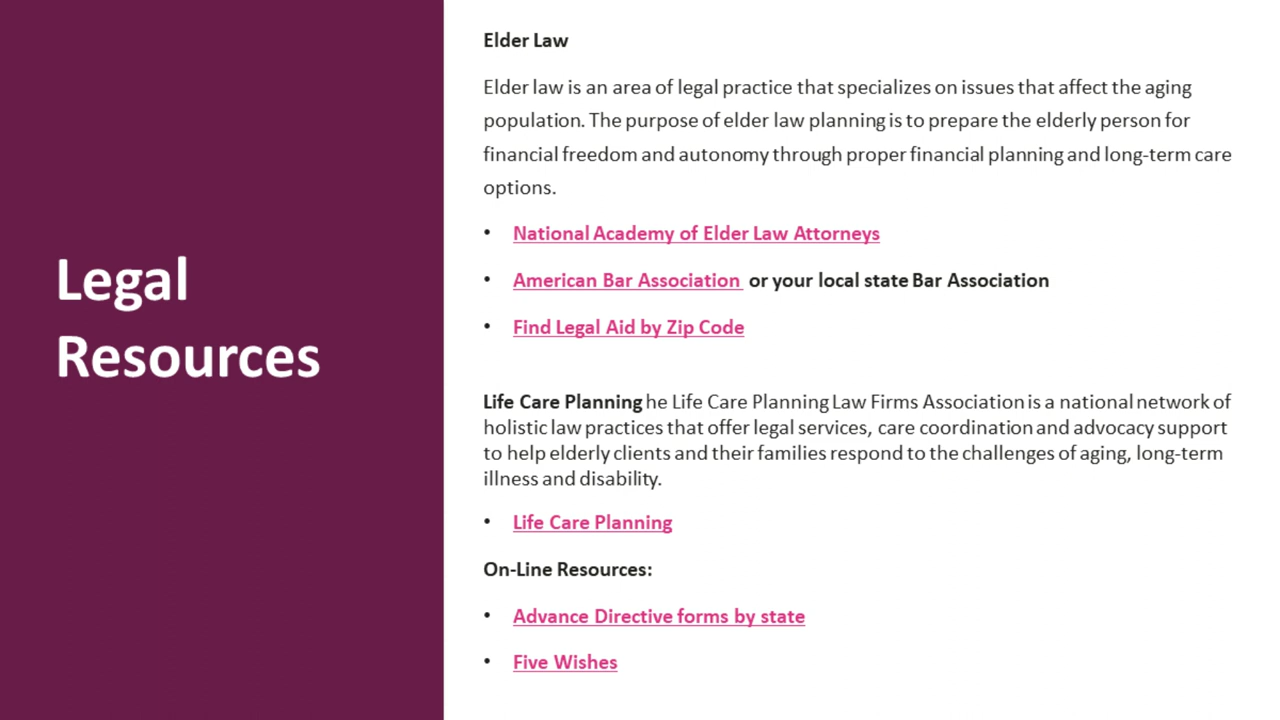 Legal
Resources
Elder Law
Elder law is an area of legal practice that specializes on issues that affect the aging
population. The purpose of elder law planning is to prepare the elderly person for
financial freedom and autonomy through proper financial planning and long-term care
options.
• National Academy of Elder Law Attorneys
• American Bar Association or your local state Bar Association
• Find Legal Aid by Zip Code
Life Care Planning he Life Care Planning Law Firms Association is a national network of
holistic law practices that offer legal services, care coordination and advocacy support
to help elderly clients and their families respond to the challenges of aging, long-term
illness and disability.
• Life Care Planning
On-Line Resources:
• Advance Directive forms by state
• Five Wishes